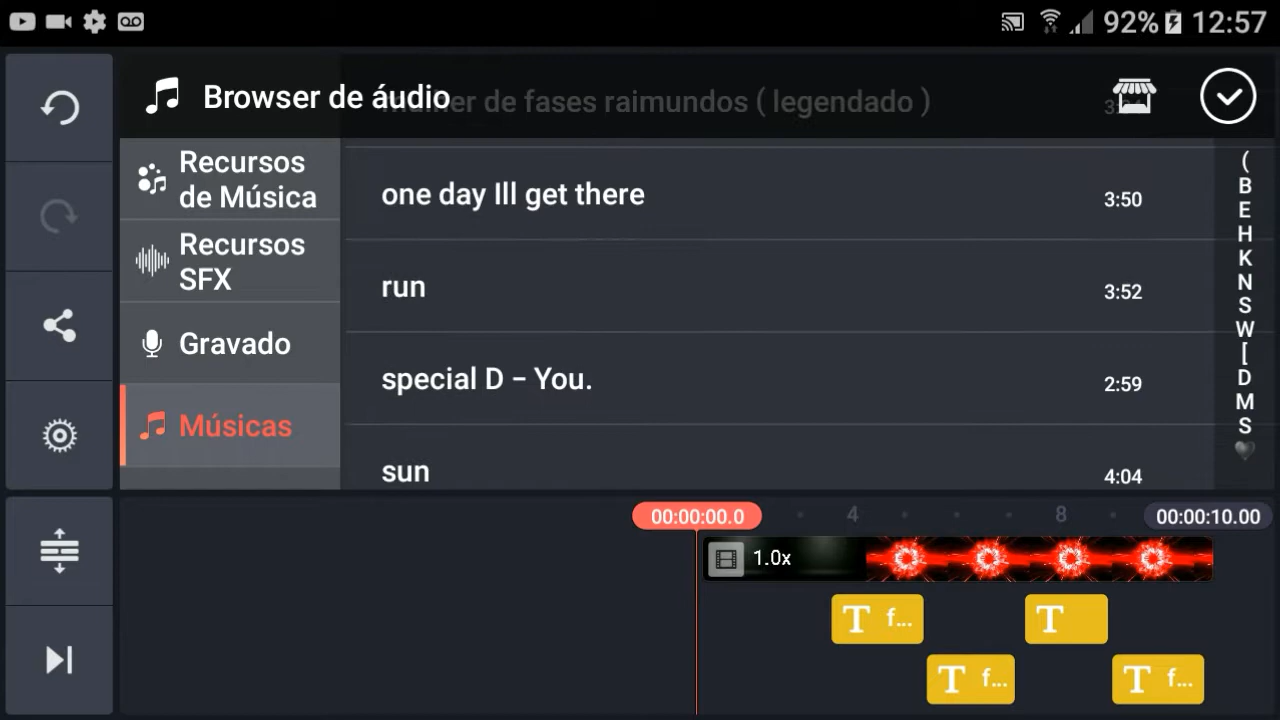 92% 12:57
Browser de áudio
er de fases raimundos ( legendado )
Recursos de Música
Recursos SFX
Gravado
Músicas
one day Ill get there 3:50
run 3:52
special D – You. 2:59
sun 4:04
(
B
E
H
K
N
S
W
[
D
M
S
00:00:00.0
4
8
00:00:10.00
1.0x
T f...
T
T f...
T f...